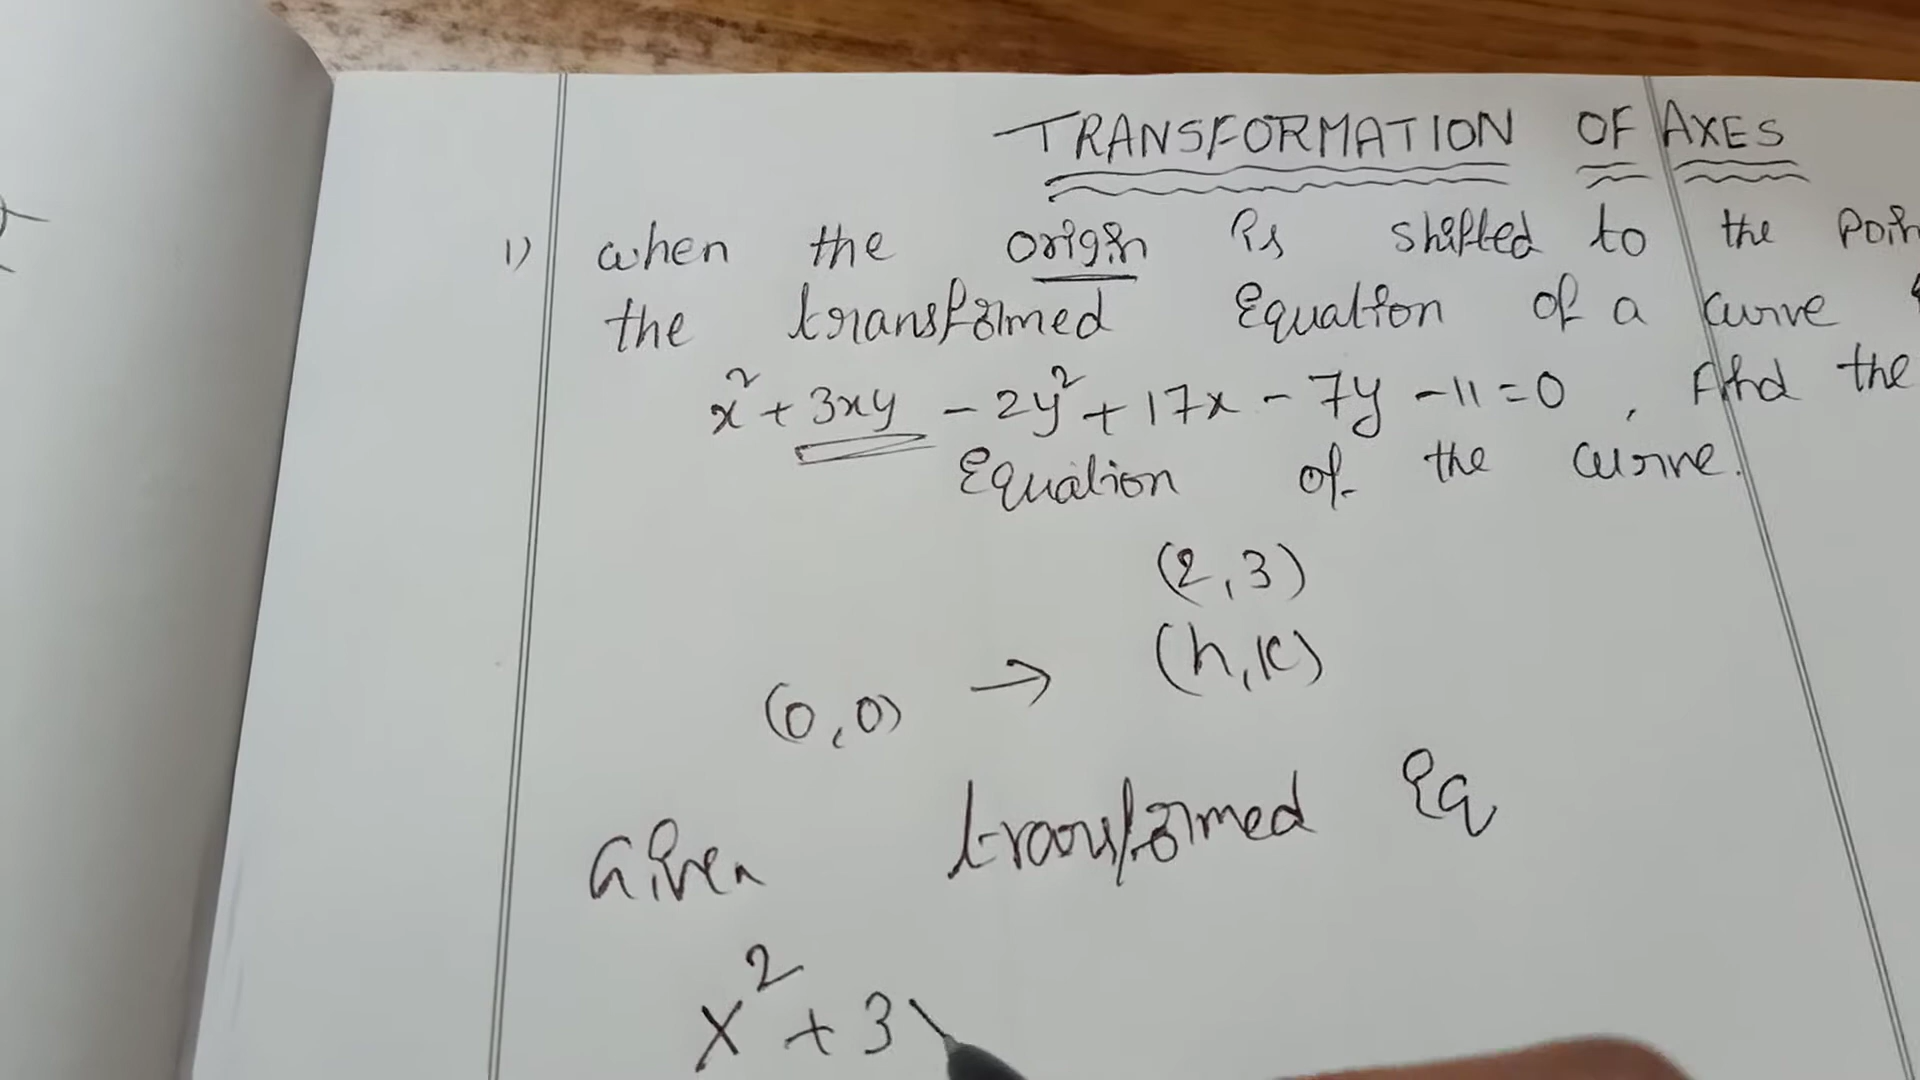 TRANSFORMATION OF AXES
1) when the origin is shifted to the
the transformed Equation of a curve
x² + 3xy - 2y² + 17x - 7y - 11 = 0 , Find the
Equation of the curve.
(2,3)
(0,0) → (h,k)
Given transformed Eq
X² + 3